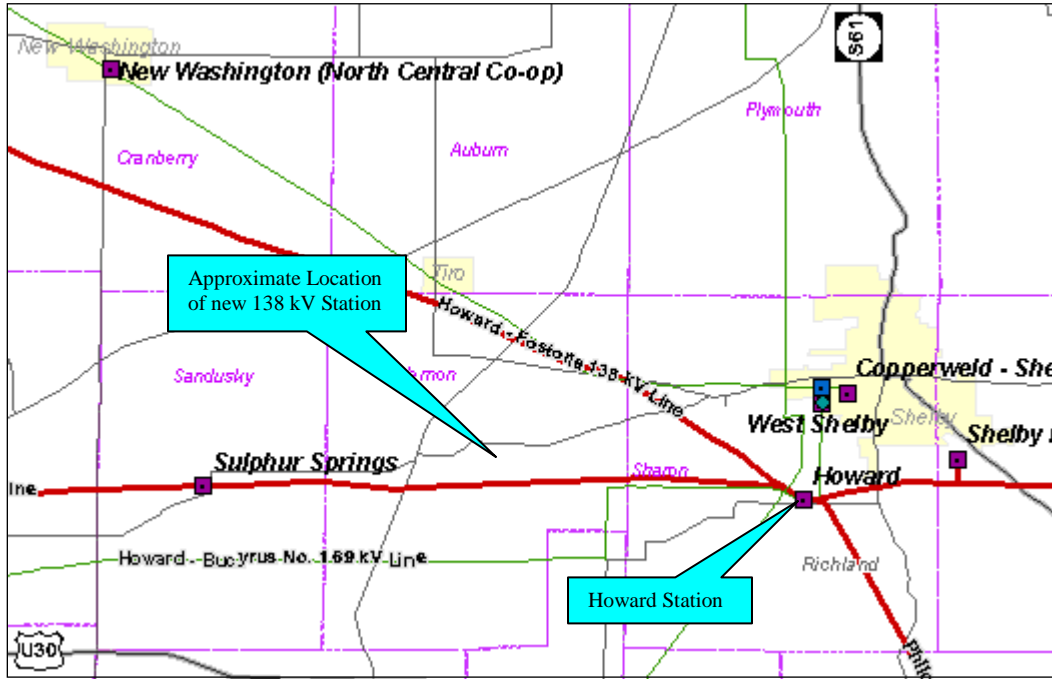 New Washington
New Washington (North Central Co-op)
S61
Plymouth
Cranberry
Auburn
Approximate Location
of new 138 kV Station
Tiro
Howard - Fostoria 138 kV Line
Sandusky
Copperweld - She
West Shelby
Shelby
Shelby
Sulphur Springs
Sharon
Howard
ine
Howard - Bucyrus No. 1 69 kV Line
Richland
Howard Station
U30